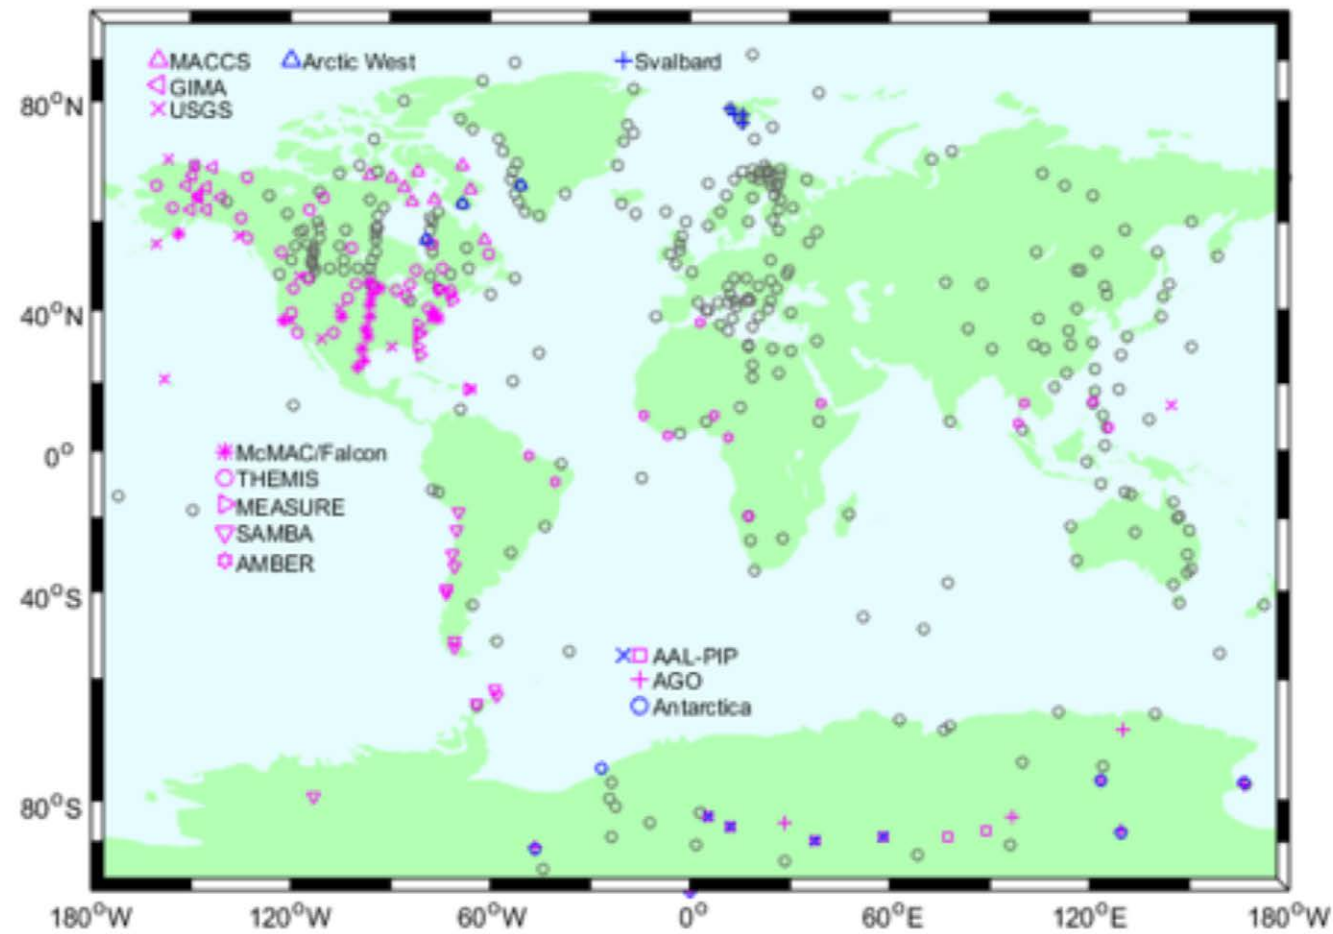 MACCS Arctic West Svalbard
GIMA
USGS
80°N
40°N
0°
McMAC/Falcon
THEMIS
MEASURE
SAMBA
AMBER
40°S
AAL-PIP
AGO
Antarctica
80°S
180°W 120°W 60°W 0° 60°E 120°E 180°W